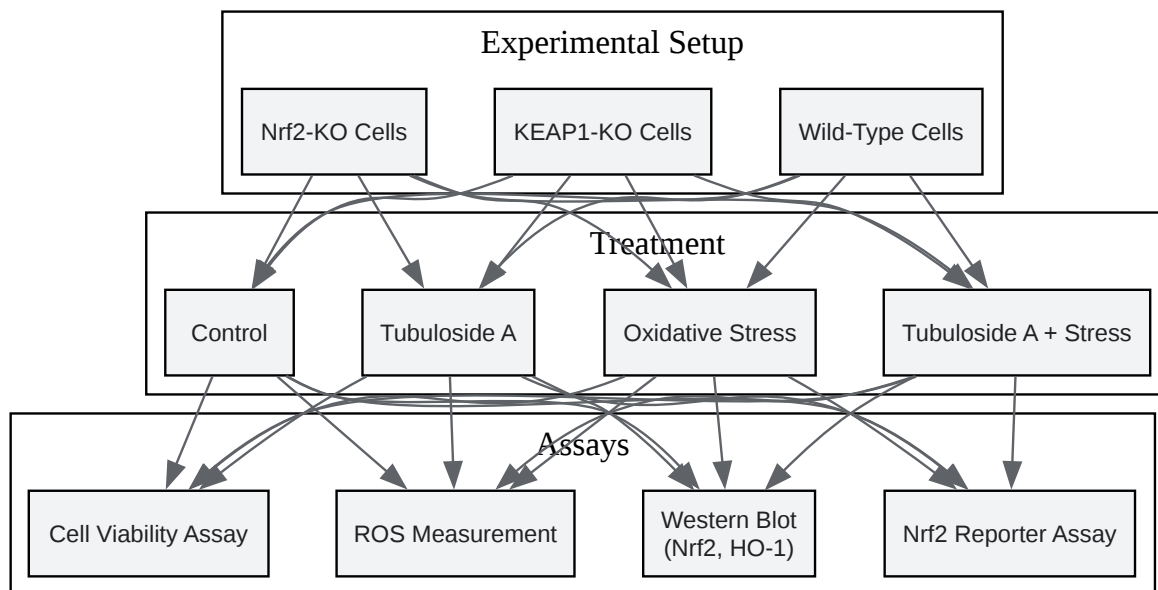 Experimental Setup
Nrf2-KO Cells
KEAP1-KO Cells
Wild-Type Cells
Treatment
Control
Tubuloside A
Oxidative Stress
Tubuloside A + Stress
Assays
Cell Viability Assay
ROS Measurement
Western Blot
(Nrf2, HO-1)
Nrf2 Reporter Assay